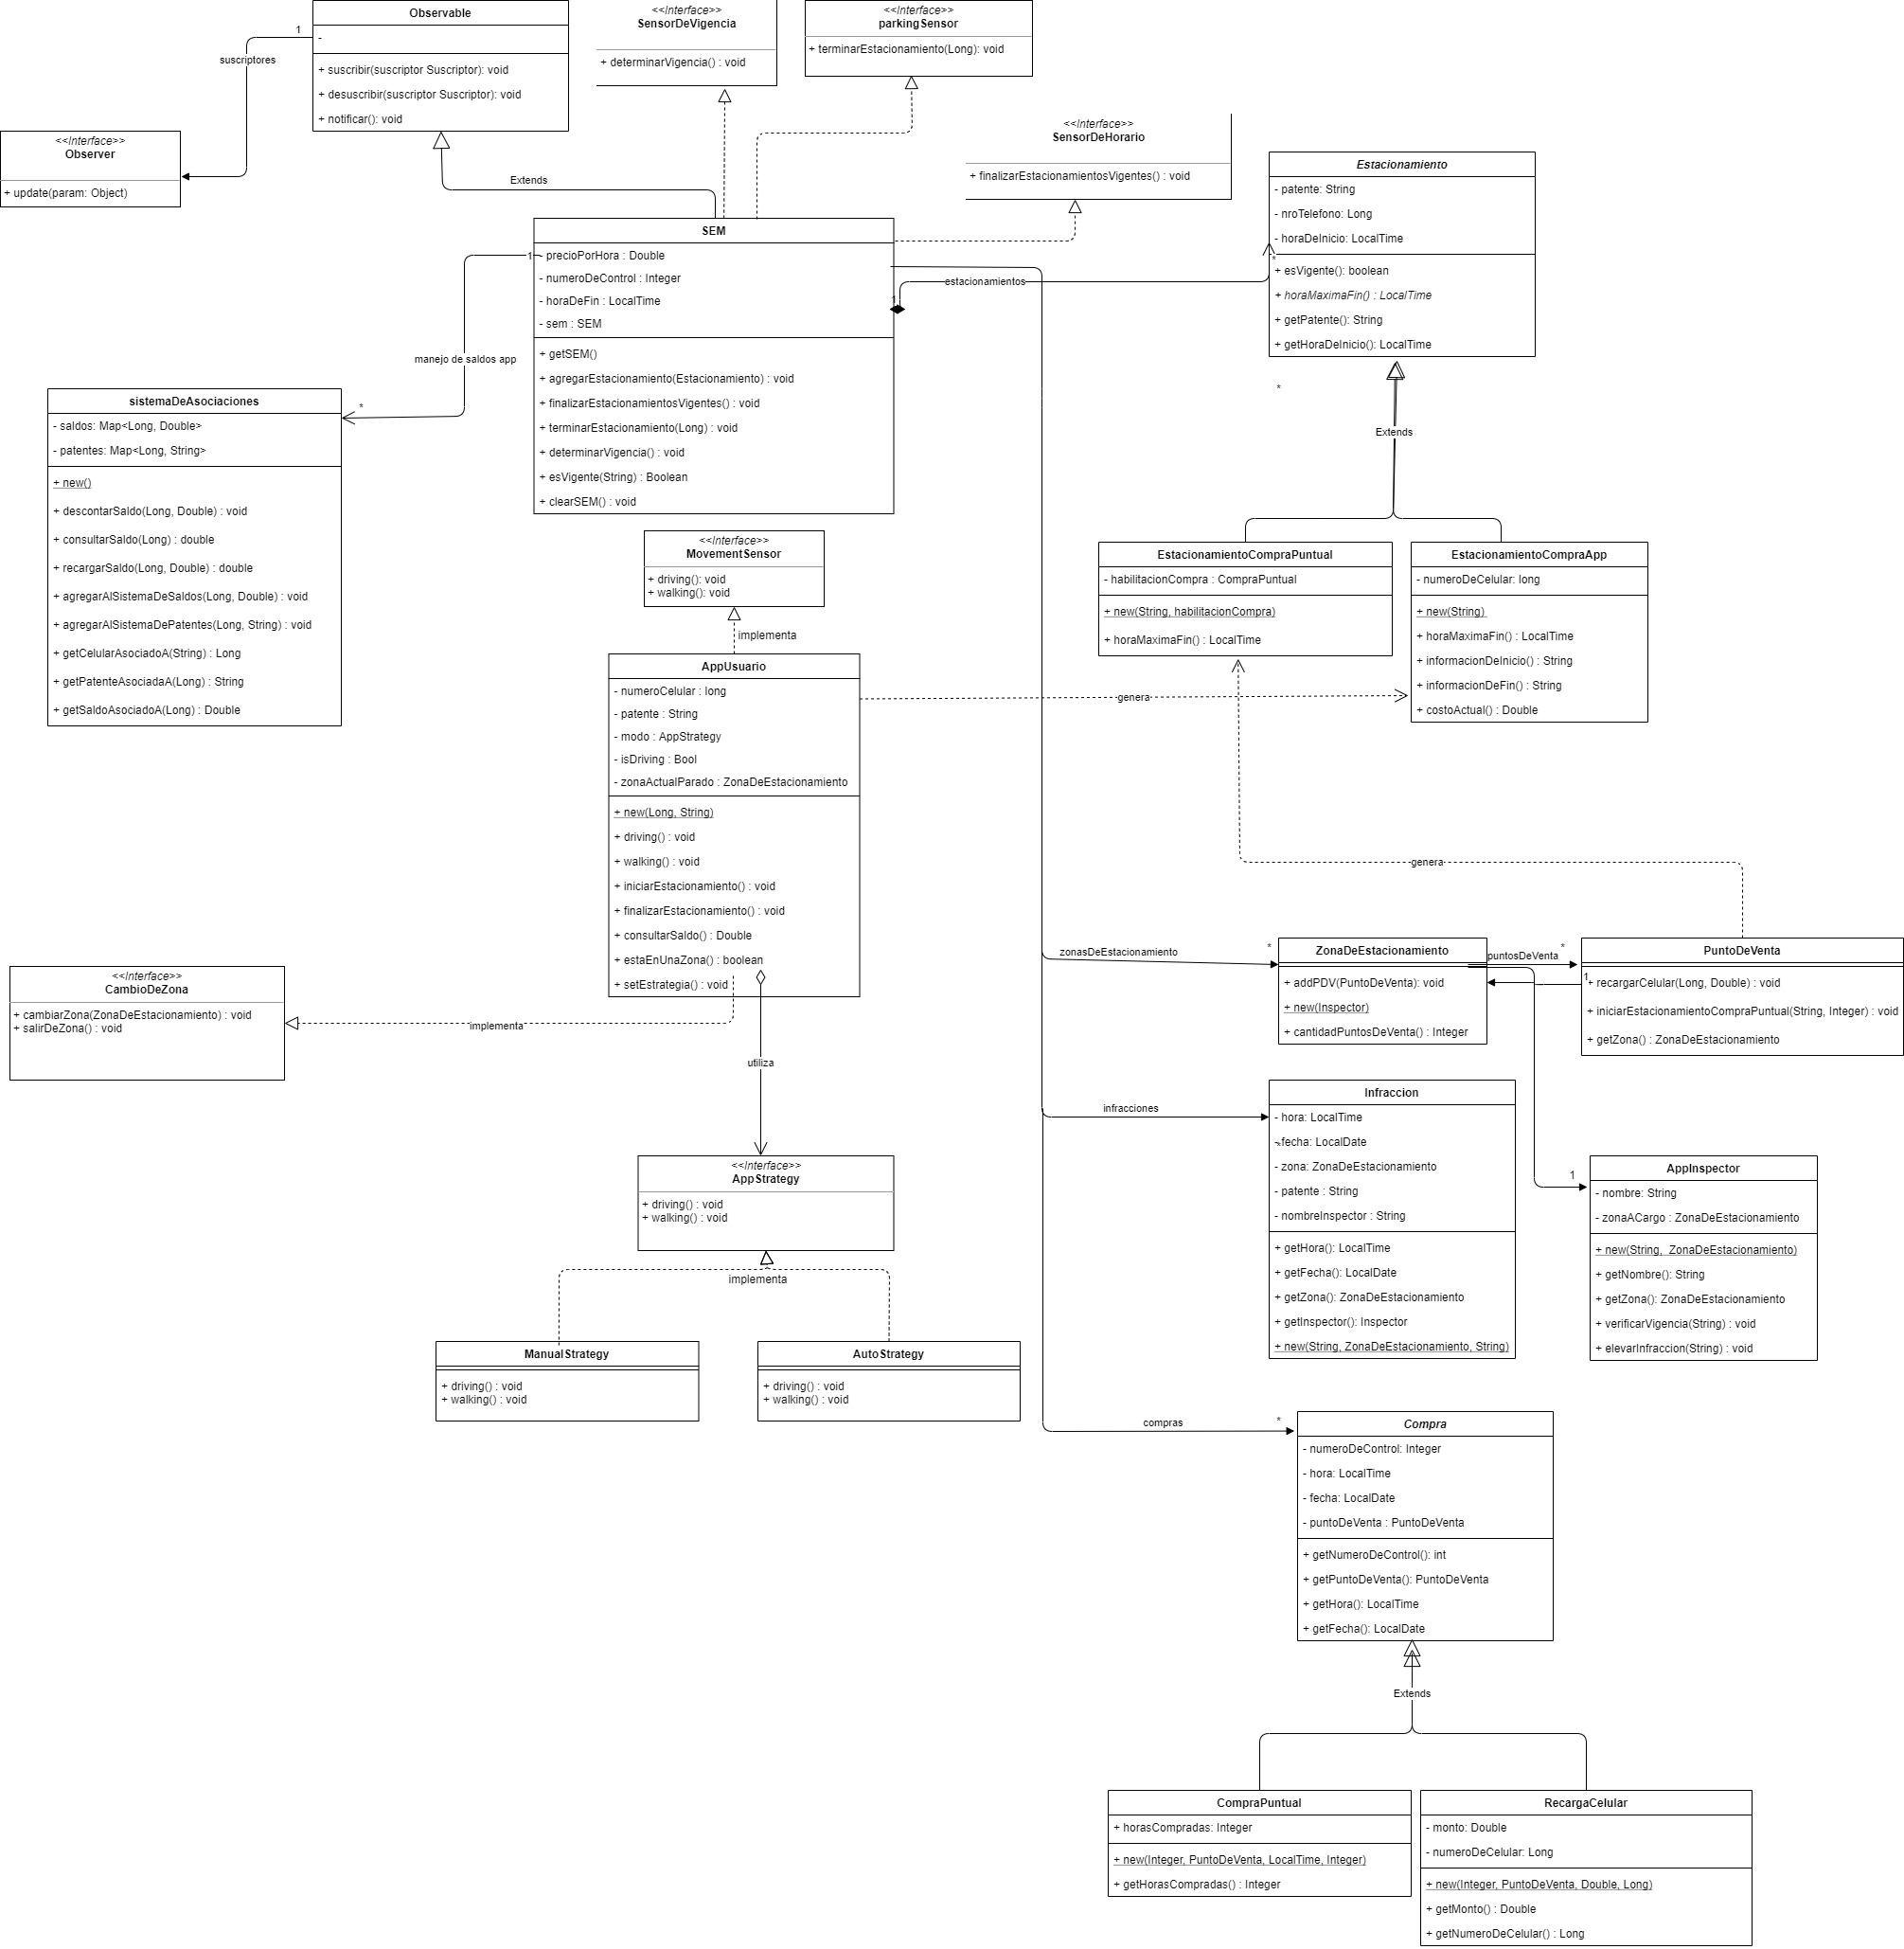 Observable
-
+ suscribir(suscriptor Suscriptor): void
+ desuscribir(suscriptor Suscriptor): void
+ notificar(): void
1
suscriptores
<<Interface>>
Observer
+ update(param: Object)
Extends
<<Interface>>
SensorDeVigencia
+ determinarVigencia() : void
<<Interface>>
parkingSensor
+ terminarEstacionamiento(Long): void
<<Interface>>
SensorDeHorario
+ finalizarEstacionamientosVigentes() : void
SEM
- precioPorHora : Double
- numeroDeControl : Integer
- horaDeFin : LocalTime
- sem : SEM
+ getSEM()
+ agregarEstacionamiento(Estacionamiento) : void
+ finalizarEstacionamientosVigentes() : void
+ terminarEstacionamiento(Long) : void
+ determinarVigencia() : void
+ esVigente(String) : Boolean
+ clearSEM() : void
1
manejo de saldos app
*
1
estacionamientos
*
Estacionamiento
- patente: String
- nroTelefono: Long
- horaDeInicio: LocalTime
+ esVigente(): boolean
+ horaMaximaFin() : LocalTime
+ getPatente(): String
+ getHoraDeInicio(): LocalTime
*
Extends
sistemaDeAsociaciones
- saldos: Map<Long, Double>
- patentes: Map<Long, String>
+ new()
+ descontarSaldo(Long, Double) : void
+ consultarSaldo(Long) : double
+ recargarSaldo(Long, Double) : double
+ agregarAlSistemaDeSaldos(Long, Double) : void
+ agregarAlSistemaDePatentes(Long, String) : void
+ getCelularAsociadoA(String) : Long
+ getPatenteAsociadaA(Long) : String
+ getSaldoAsociadoA(Long) : Double
<<Interface>>
MovementSensor
+ driving(): void
+ walking(): void
implementa
EstacionamientoCompraPuntual
- habilitacionCompra : CompraPuntual
+ new(String, habilitacionCompra)
+ horaMaximaFin() : LocalTime
EstacionamientoCompraApp
- numeroDeCelular: long
+ new(String)
+ horaMaximaFin() : LocalTime
+ informacionDeInicio() : String
+ informacionDeFin() : String
+ costoActual() : Double
AppUsuario
- numeroCelular : long
- patente : String
- modo : AppStrategy
- isDriving : Bool
- zonaActualParado : ZonaDeEstacionamiento
+ new(Long, String)
+ driving() : void
+ walking() : void
+ iniciarEstacionamiento() : void
+ finalizarEstacionamiento() : void
+ consultarSaldo() : Double
+ estaEnUnaZona() : boolean
+ setEstrategia() : void
genera
genera
<<Interface>>
CambioDeZona
+ cambiarZona(ZonaDeEstacionamiento) : void
+ salirDeZona() : void
implementa
utiliza
zonasDeEstacionamiento
*
ZonaDeEstacionamiento
+ addPDV(PuntoDeVenta): void
+ new(Inspector)
+ cantidadPuntosDeVenta() : Integer
puntosDeVenta
*
1
PuntoDeVenta
+ recargarCelular(Long, Double) : void
+ iniciarEstacionamientoCompraPuntual(String, Integer) : void
+ getZona() : ZonaDeEstacionamiento
infracciones
Infraccion
- hora: LocalTime
- fecha: LocalDate
- zona: ZonaDeEstacionamiento
- patente : String
- nombreInspector : String
+ getHora(): LocalTime
+ getFecha(): LocalDate
+ getZona(): ZonaDeEstacionamiento
+ getInspector(): Inspector
+ new(String, ZonaDeEstacionamiento, String)
1
AppInspector
- nombre: String
- zonaACargo : ZonaDeEstacionamiento
+ new(String, ZonaDeEstacionamiento)
+ getNombre(): String
+ getZona(): ZonaDeEstacionamiento
+ verificarVigencia(String) : void
+ elevarInfraccion(String) : void
<<Interface>>
AppStrategy
+ driving() : void
+ walking() : void
implementa
ManualStrategy
+ driving() : void
+ walking() : void
AutoStrategy
+ driving() : void
+ walking() : void
compras
*
Compra
- numeroDeControl: Integer
- hora: LocalTime
- fecha: LocalDate
- puntoDeVenta : PuntoDeVenta
+ getNumeroDeControl(): int
+ getPuntoDeVenta(): PuntoDeVenta
+ getHora(): LocalTime
+ getFecha(): LocalDate
Extends
CompraPuntual
+ horasCompradas: Integer
+ new(Integer, PuntoDeVenta, LocalTime, Integer)
+ getHorasCompradas() : Integer
RecargaCelular
- monto: Double
- numeroDeCelular: Long
+ new(Integer, PuntoDeVenta, Double, Long)
+ getMonto() : Double
+ getNumeroDeCelular() : Long